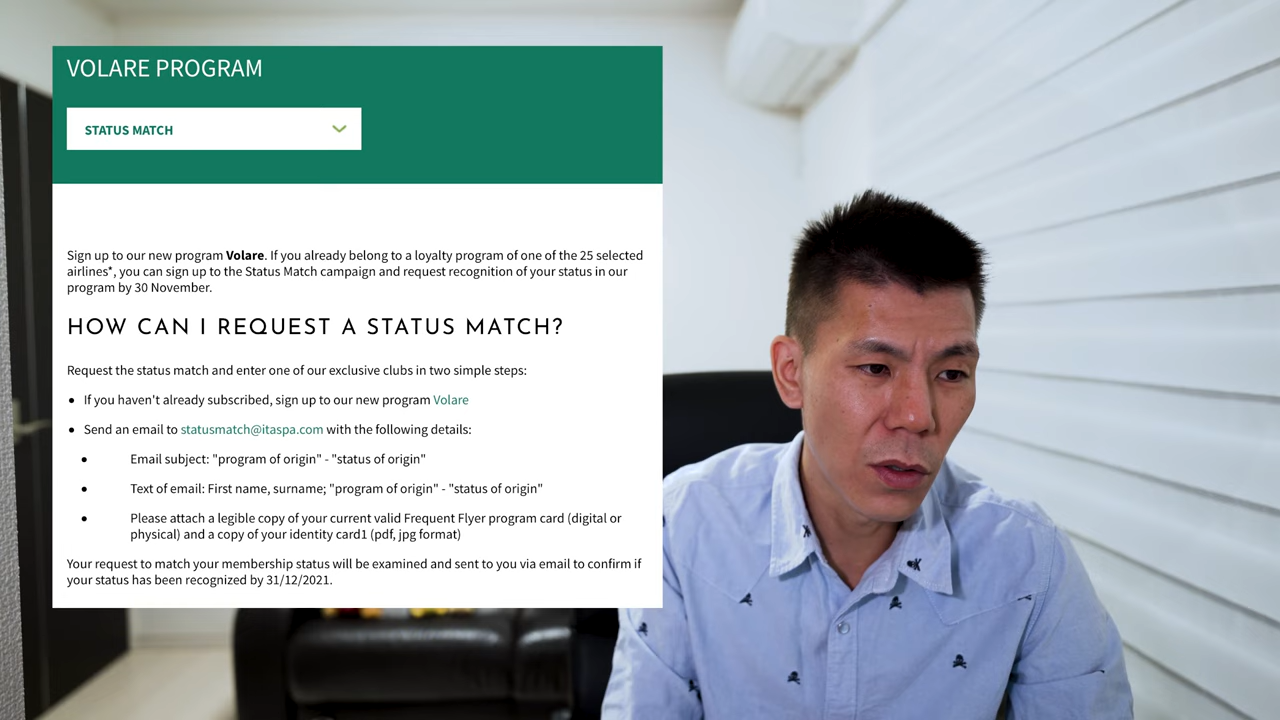 VOLARE PROGRAM
STATUS MATCH
Sign up to our new program Volare. If you already belong to a loyalty program of one of the 25 selected
airlines*, you can sign up to the Status Match campaign and request recognition of your status in our
program by 30 November.
HOW CAN I REQUEST A STATUS MATCH?
Request the status match and enter one of our exclusive clubs in two simple steps:
• If you haven't already subscribed, sign up to our new program Volare
• Send an email to statusmatch@itaspa.com with the following details:
• Email subject: "program of origin" - "status of origin"
• Text of email: First name, surname; "program of origin" - "status of origin"
• Please attach a legible copy of your current valid Frequent Flyer program card (digital or
physical) and a copy of your identity card1 (pdf, jpg format)
Your request to match your membership status will be examined and sent to you via email to confirm if
your status has been recognized by 31/12/2021.